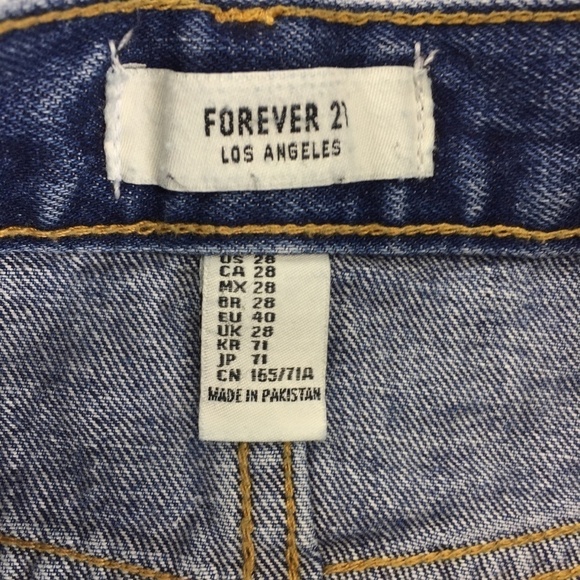 FOREVER 21
LOS ANGELES
US 28
CA 28
MX 28
BR 28
EU 40
UK 28
KR 71
JP 71
CN 165/71A
MADE IN PAKISTAN